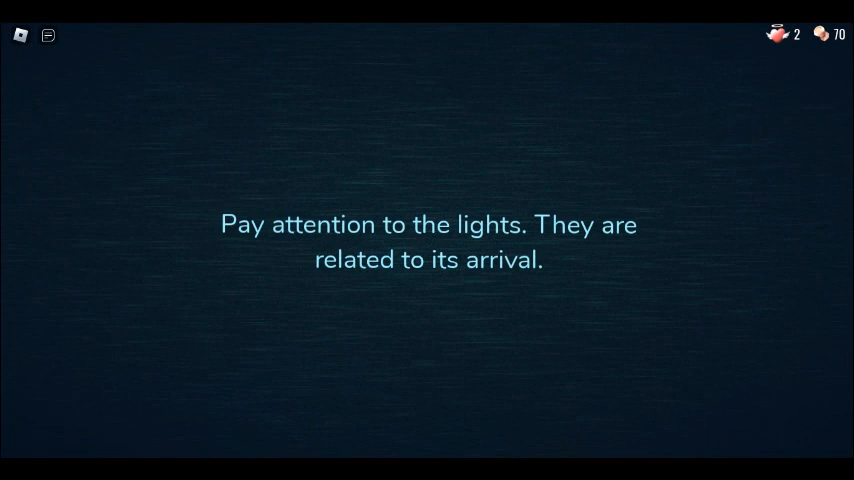 2
70
Pay attention to the lights. They are
related to its arrival.